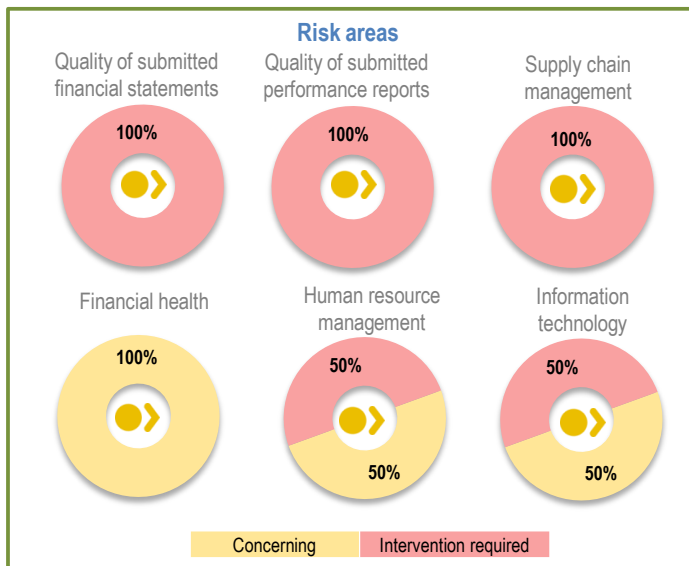 Risk areas
Quality of submitted
financial statements
Quality of submitted
performance reports
Supply chain
management
100%
100%
100%
Financial health
Human resource
management
Information
technology
100%
50%
50%
50%
50%
Concerning
Intervention required